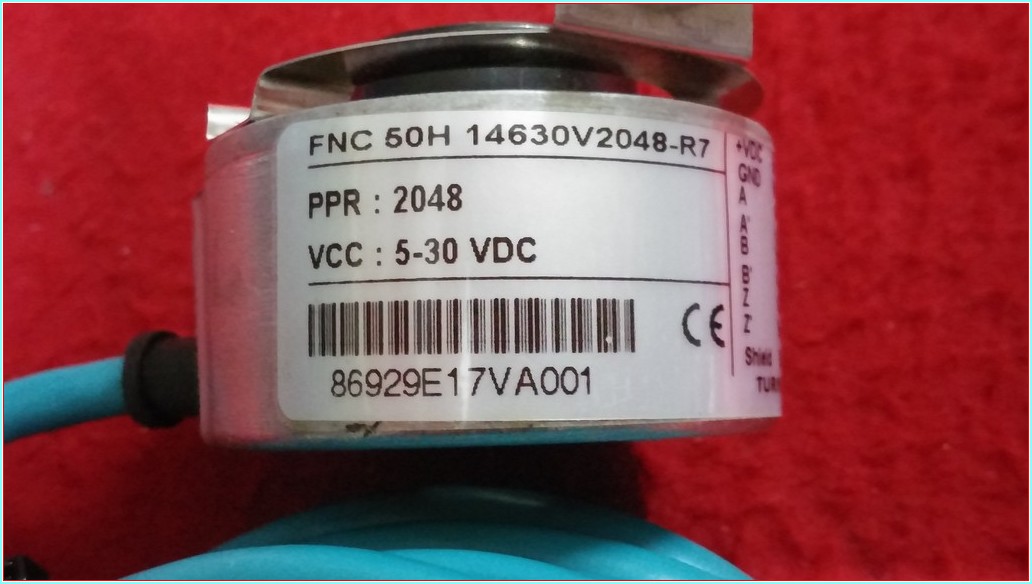 FNC 50H 14630V2048-R7
PPR : 2048
VCC : 5-30 VDC
CE
86929E17VA001
+VDC
GND
A
A'
B
B'
Z
Z'
Shield